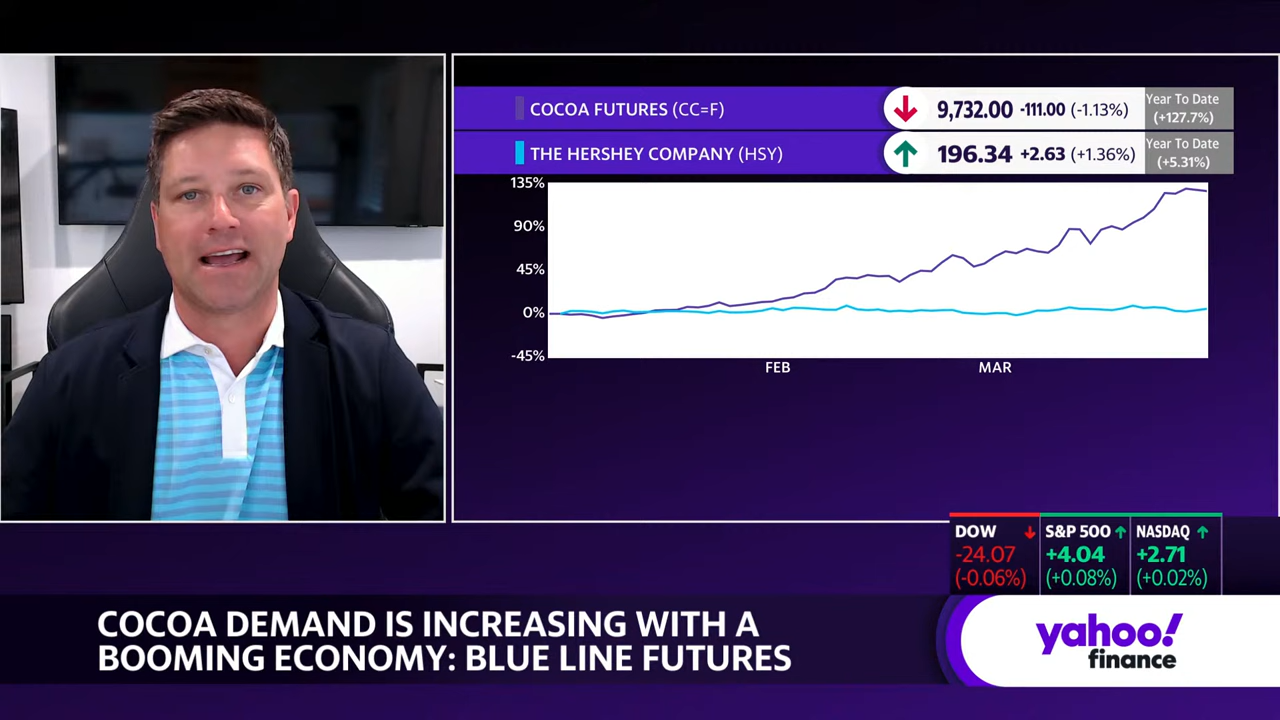 COCOA FUTURES (CC=F) 9,732.00 -111.00 (-1.13%) Year To Date (+127.7%)
THE HERSHEY COMPANY (HSY) 196.34 +2.63 (+1.36%) Year To Date (+5.31%)
135%
90%
45%
0%
-45%
FEB MAR
DOW S&P 500 NASDAQ
-24.07 +4.04 +2.71
(-0.06%) (+0.08%) (+0.02%)
COCOA DEMAND IS INCREASING WITH A
BOOMING ECONOMY: BLUE LINE FUTURES
yahoo!
finance